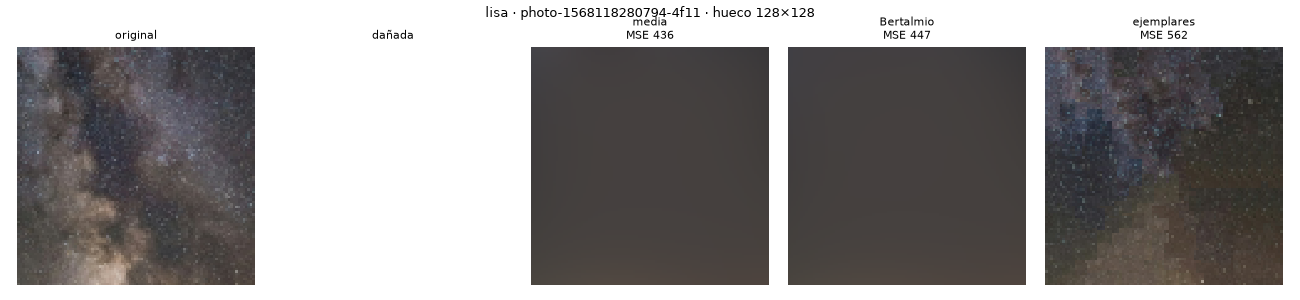 lisa · photo-1568118280794-4f11 · hueco 128×128
original
dañada
media
MSE 436
Bertalmio
MSE 447
ejemplares
MSE 562